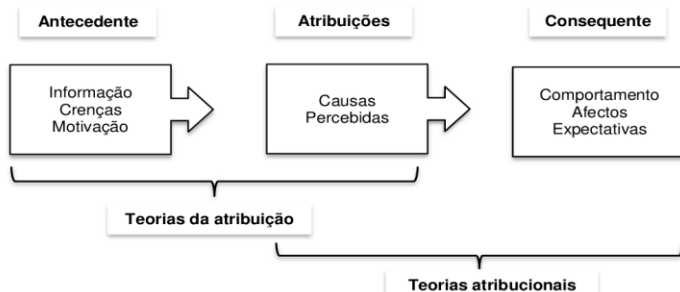 Antecedente
Atribuições
Consequente
Informação
Crenças
Motivação
Causas
Percebidas
Comportamento
Afectos
Expectativas
Teorias da atribuição
Teorias atribucionais